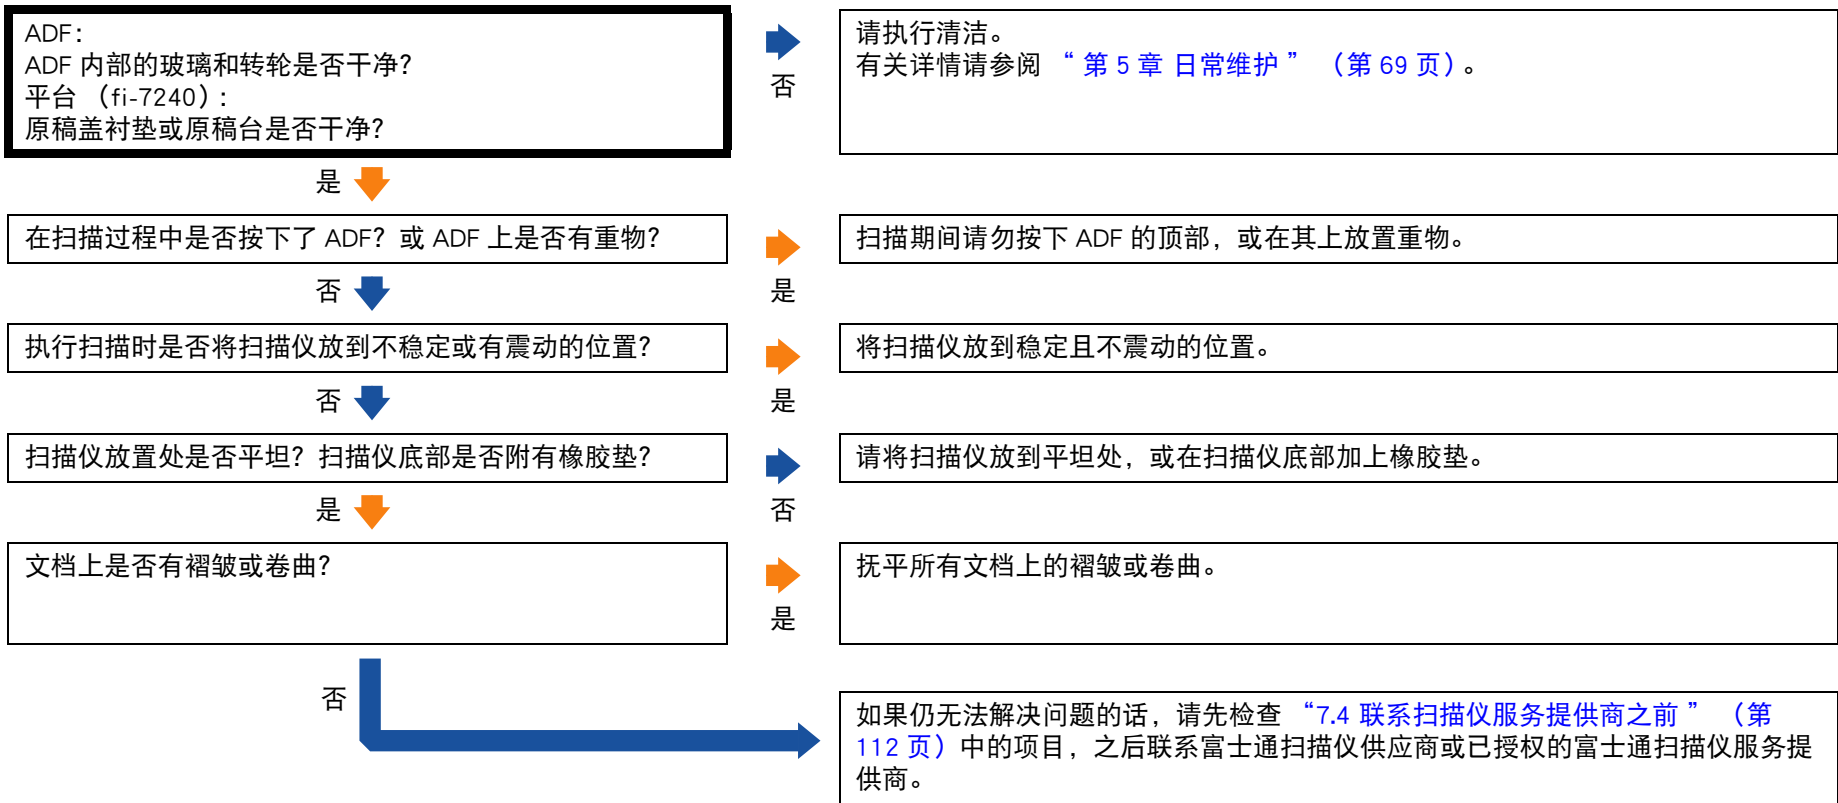 ADF：
ADF 内部的玻璃和转轮是否干净？
平台 （fi-7240）：
原稿盖衬垫或原稿台是否干净？
否
请执行清洁。
有关详情请参阅 “ 第 5 章 日常维护 ” （第 69 页）。
是
在扫描过程中是否按下了 ADF？或 ADF 上是否有重物？
是
扫描期间请勿按下 ADF 的顶部，或在其上放置重物。
否
执行扫描时是否将扫描仪放到不稳定或有震动的位置？
是
将扫描仪放到稳定且不震动的位置。
否
扫描仪放置处是否平坦？扫描仪底部是否附有橡胶垫？
否
请将扫描仪放到平坦处，或在扫描仪底部加上橡胶垫。
是
文档上是否有褶皱或卷曲？
是
抚平所有文档上的褶皱或卷曲。
否
如果仍无法解决问题的话，请先检查 “7.4 联系扫描仪服务提供商之前 ” （第
112 页）中的项目，之后联系富士通扫描仪供应商或已授权的富士通扫描仪服务提
供商。